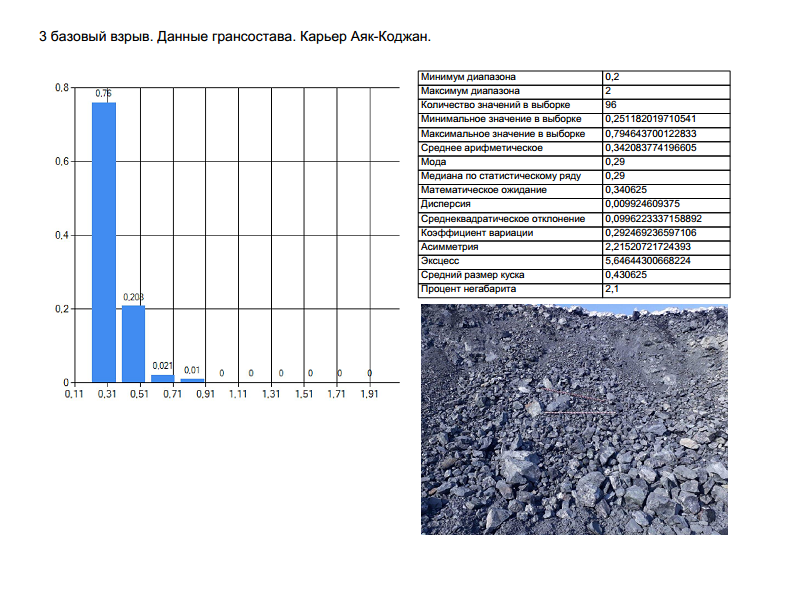 3 базовый взрыв. Данные грансостава. Карьер Аяк-Коджан.
0,8
0,76
0,6
0,4
0,208
0,2
0,021
0,01
0 0 0 0 0 0
0
0,11 0,31 0,51 0,71 0,91 1,11 1,31 1,51 1,71 1,91
Минимум диапазона 0,2
Максимум диапазона 2
Количество значений в выборке 96
Минимальное значение в выборке 0,251182019710541
Максимальное значение в выборке 0,794643700122833
Среднее арифметическое 0,342083774196605
Мода 0,29
Медиана по статистическому ряду 0,29
Математическое ожидание 0,340625
Дисперсия 0,009924609375
Среднеквадратическое отклонение 0,0996223337158892
Коэффициент вариации 0,292469236597106
Асимметрия 2,21520721724393
Эксцесс 5,64644300668224
Средний размер куска 0,430625
Процент негабарита 2,1